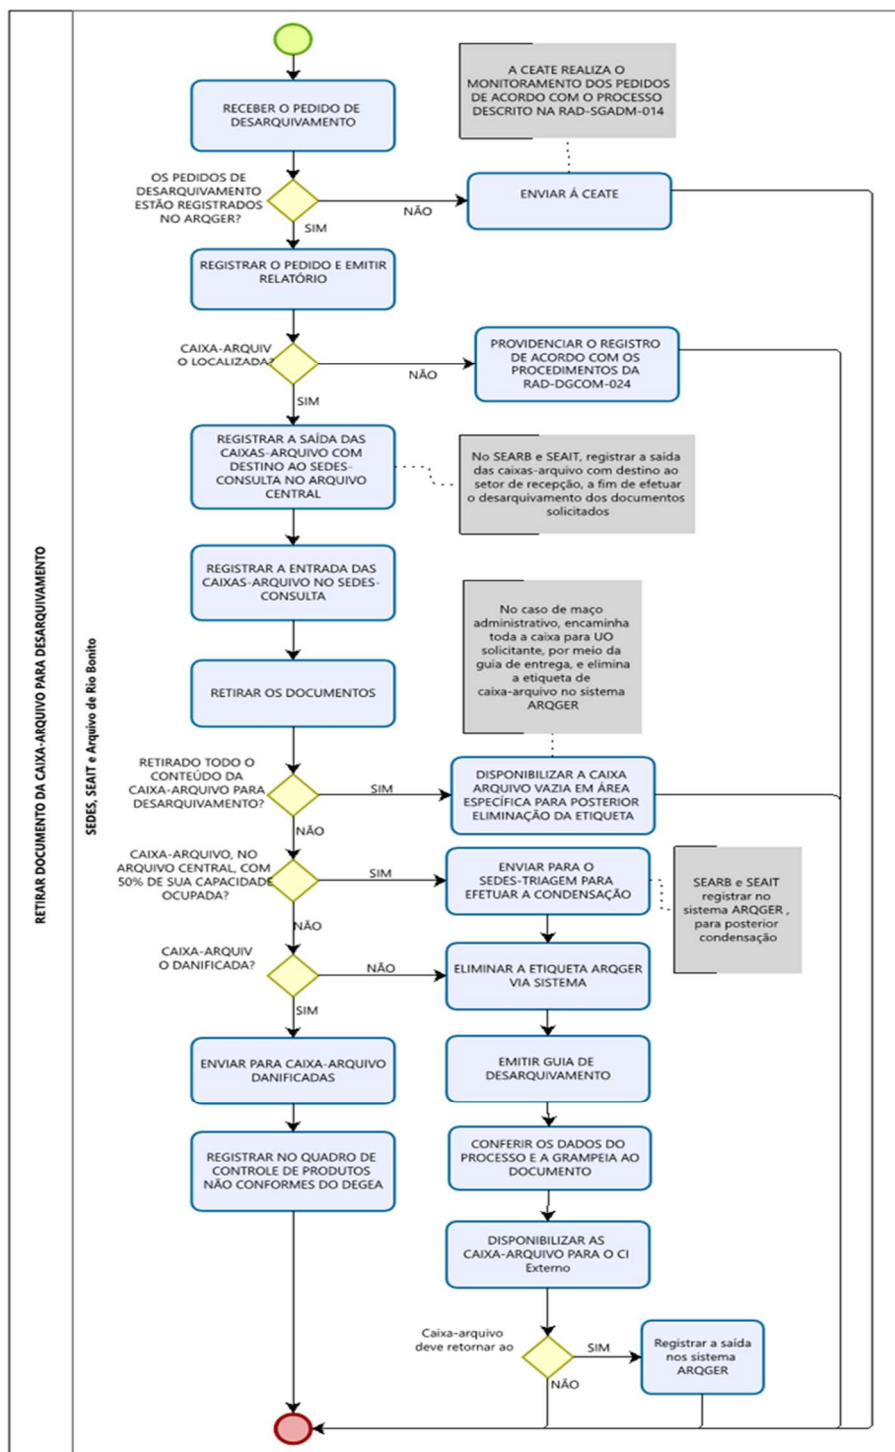 RETIRAR DOCUMENTO DA CAIXA-ARQUIVO PARA DESARQUIVAMENTO
SEDES, SEAIT e Arquivo de Rio Bonito
RECEBER O PEDIDO DE
DESARQUIVAMENTO
A CEATE REALIZA O
MONITORAMENTO DOS PEDIDOS
DE ACORDO COM O PROCESSO
DESCRITO NA RAD-SGADM-014
OS PEDIDOS DE
DESARQUIVAMENTO
ESTÃO REGISTRADOS
NO ARQGER?
NÃO
SIM
ENVIAR Á CEATE
REGISTRAR O PEDIDO E EMITIR
RELATÓRIO
CAIXA-ARQUIV
O LOCALIZADA?
NÃO
SIM
PROVIDENCIAR O REGISTRO
DE ACORDO COM OS
PROCEDIMENTOS DA
RAD-DGCOM-024
REGISTRAR A SAÍDA DAS
CAIXAS-ARQUIVO COM
DESTINO AO SEDES-
CONSULTA NO ARQUIVO
CENTRAL
No SEARB e SEAIT, registrar a saída
das caixas-arquivo com destino ao
setor de recepção, a fim de efetuar
o desarquivamento dos documentos
solicitados
REGISTRAR A ENTRADA DAS
CAIXAS-ARQUIVO NO SEDES-
CONSULTA
No caso de maço
administrativo, encaminha
toda a caixa para UO
solicitante, por meio da
guia de entrega, e elimina
a etiqueta de
caixa-arquivo no sistema
ARQGER
RETIRAR OS DOCUMENTOS
RETIRADO TODO O
CONTEÚDO DA
CAIXA-ARQUIVO PARA
DESARQUIVAMENTO?
SIM
NÃO
DISPONIBILIZAR A CAIXA
ARQUIVO VAZIA EM ÁREA
ESPECÍFICA PARA POSTERIOR
ELIMINAÇÃO DA ETIQUETA
CAIXA-ARQUIVO, NO
ARQUIVO CENTRAL, COM
50% DE SUA CAPACIDADE
OCUPADA?
SIM
NÃO
ENVIAR PARA O
SEDES-TRIAGEM PARA
EFETUAR A CONDENSAÇÃO
SEARB e SEAIT
registrar no
sistema ARQGER ,
para posterior
condensação
CAIXA-ARQUIV
O DANIFICADA?
NÃO
SIM
ELIMINAR A ETIQUETA ARQGER
VIA SISTEMA
ENVIAR PARA CAIXA-ARQUIVO
DANIFICADAS
EMITIR GUIA DE
DESARQUIVAMENTO
REGISTRAR NO QUADRO DE
CONTROLE DE PRODUTOS
NÃO CONFORMES DO DEGEA
CONFERIR OS DADOS DO
PROCESSO E A GRAMPEIA AO
DOCUMENTO
DISPONIBILIZAR AS
CAIXA-ARQUIVO PARA O CI
Externo
Caixa-arquivo
deve retornar ao
SIM
NÃO
Registrar a saída
nos sistema
ARQGER